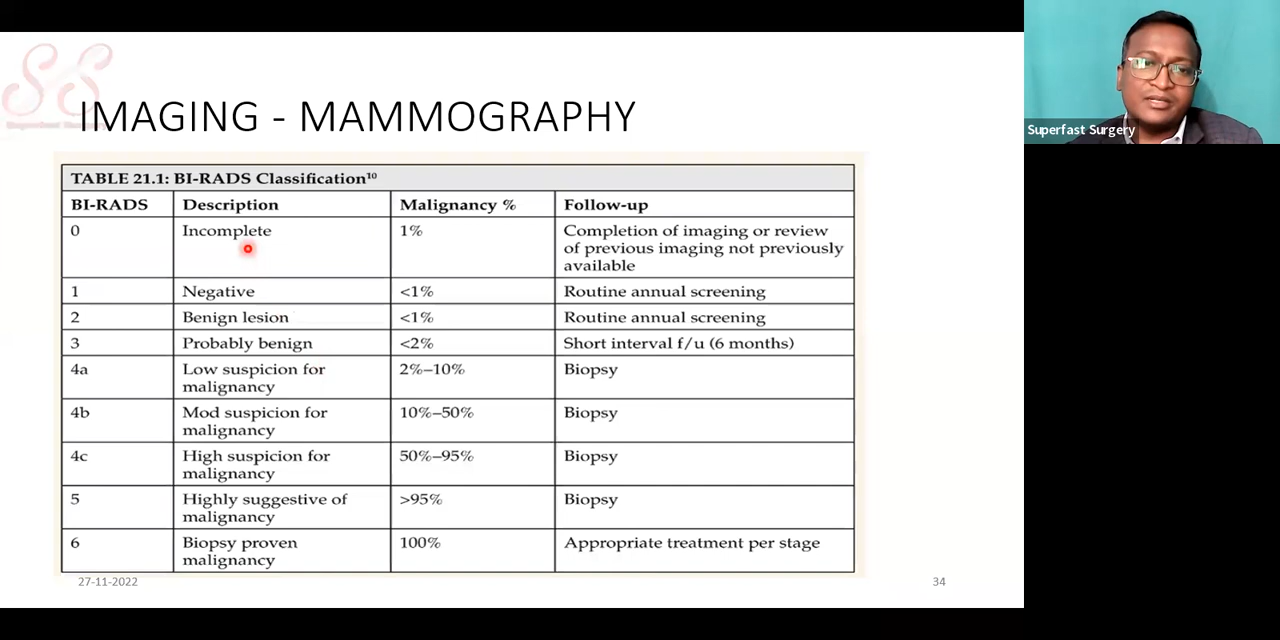 IMAGING - MAMMOGRAPHY
TABLE 21.1: BI-RADS Classification¹⁰
BI-RADS Description Malignancy % Follow-up
0 Incomplete 1% Completion of imaging or review
of previous imaging not previously
available
1 Negative <1% Routine annual screening
2 Benign lesion <1% Routine annual screening
3 Probably benign <2% Short interval f/u (6 months)
4a Low suspicion for 2%–10% Biopsy
malignancy
4b Mod suspicion for 10%–50% Biopsy
malignancy
4c High suspicion for 50%–95% Biopsy
malignancy
5 Highly suggestive of >95% Biopsy
malignancy
6 Biopsy proven 100% Appropriate treatment per stage
malignancy
27-11-2022
34
Superfast Surgery